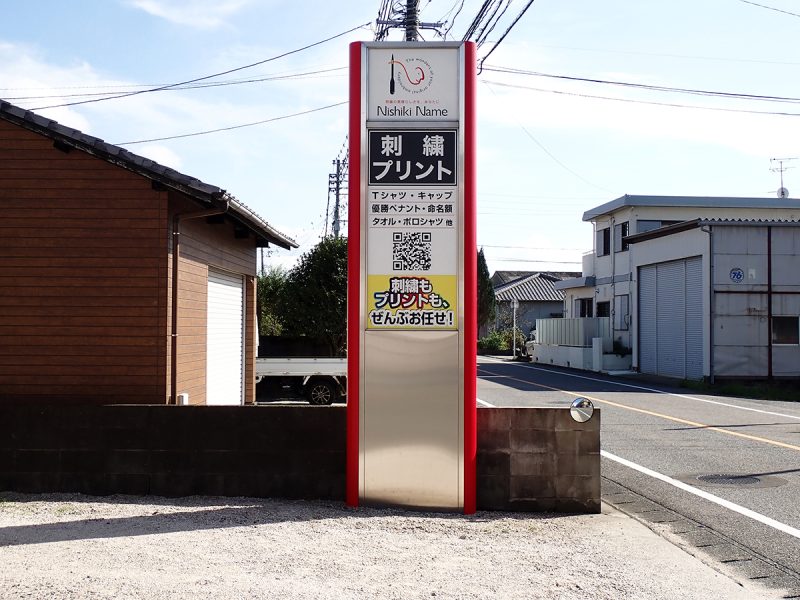 Nishiki Name
刺繍
プリント
Tシャツ・キャップ
優勝ペナント・命名額
タオル・ポロシャツ 他
刺繍も
プリントも、
ぜんぶお任せ!
76